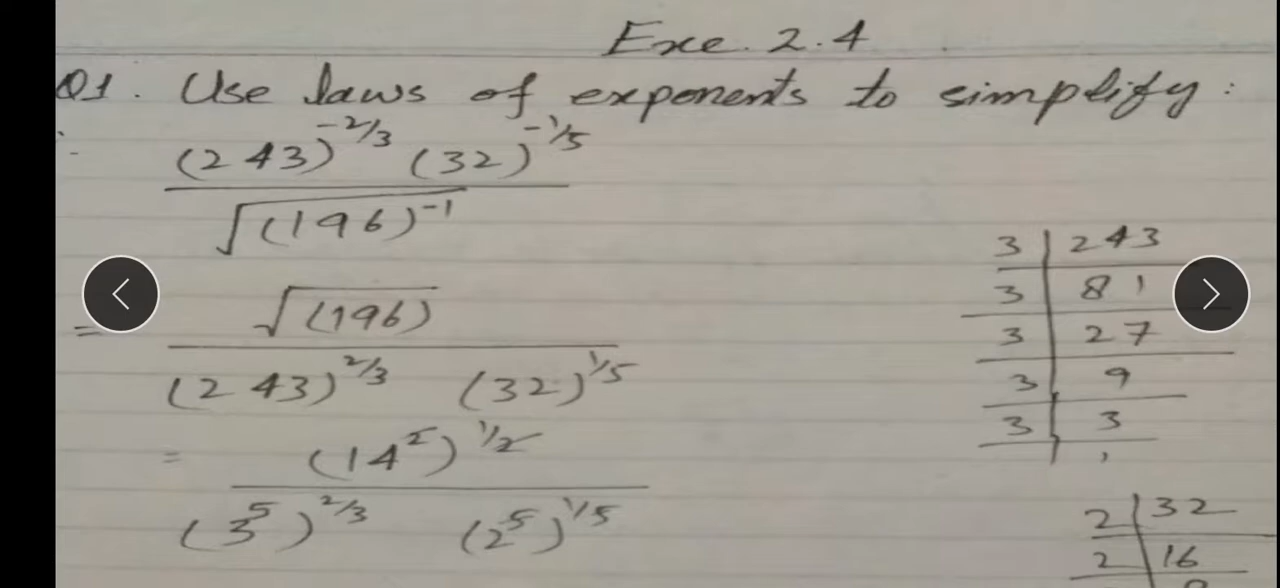 Exe. 2.4
Q1. Use laws of exponents to simplify:
(243)^-2/3 (32)^-1/5
√(196)^-1
= √(196)
(243)^2/3 (32)^1/5
= (14^2)^1/2
(3^5)^2/3 (2^5)^1/5
3 | 243
3 | 81
3 | 27
3 | 9
3 | 3
1
2 | 32
2 | 16